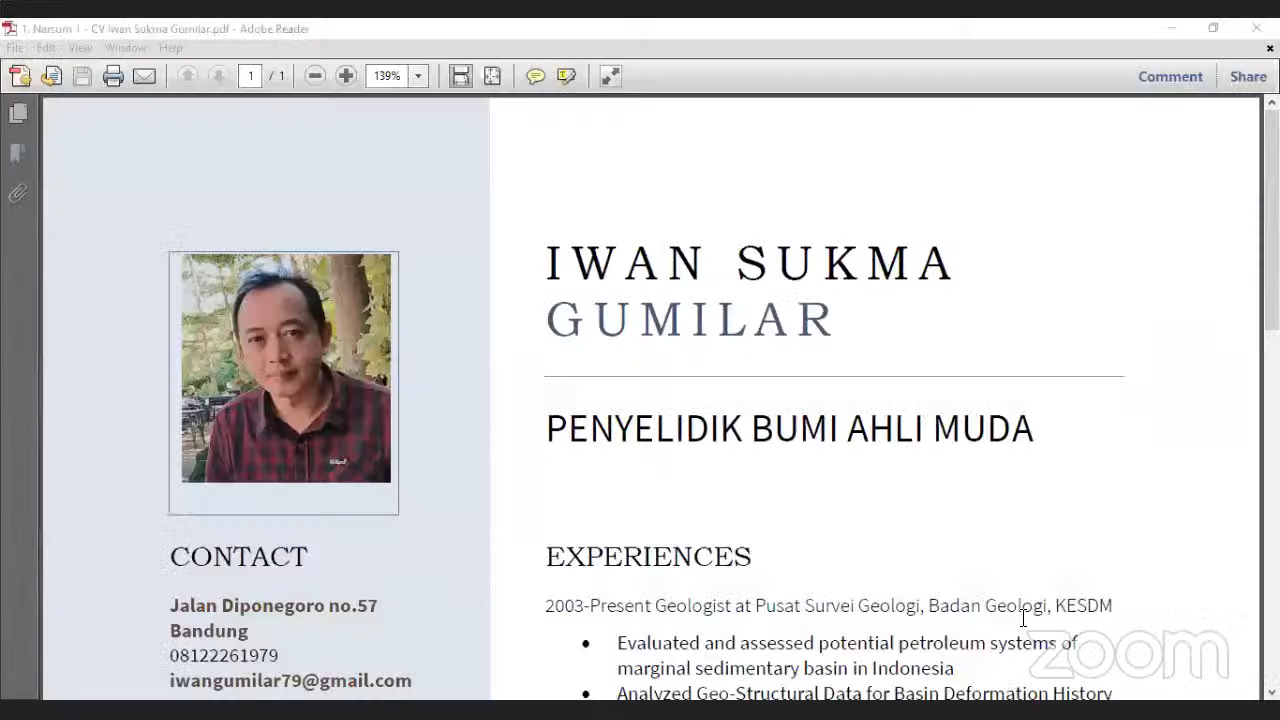 1. Narsum 1 - CV Iwan Sukma Gumilar.pdf - Adobe Reader
File Edit View Window Help
1 / 1
139%
Comment Share
IWAN SUKMA
GUMILAR
PENYELIDIK BUMI AHLI MUDA
CONTACT
Jalan Diponegoro no.57
Bandung
08122261979
iwangumilar79@gmail.com
EXPERIENCES
2003-Present Geologist at Pusat Survei Geologi, Badan Geologi, KESDM
• Evaluated and assessed potential petroleum systems of
marginal sedimentary basin in Indonesia
• Analyzed Geo-Structural Data for Basin Deformation History
zoom